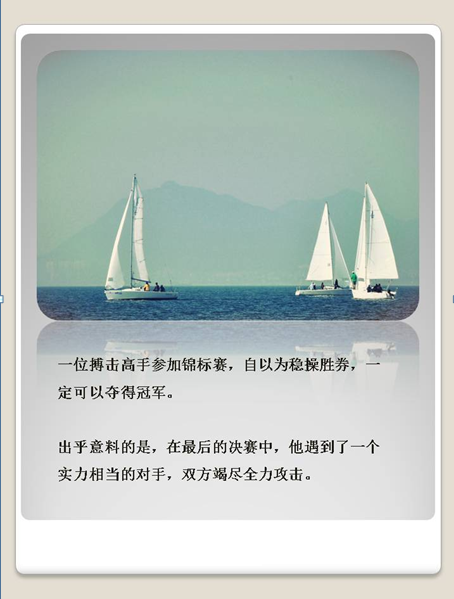 一位搏击高手参加锦标赛，自以为稳操胜券，一
定可以夺得冠军。
出乎意料的是，在最后的决赛中，他遇到了一个
实力相当的对手，双方竭尽全力攻击。